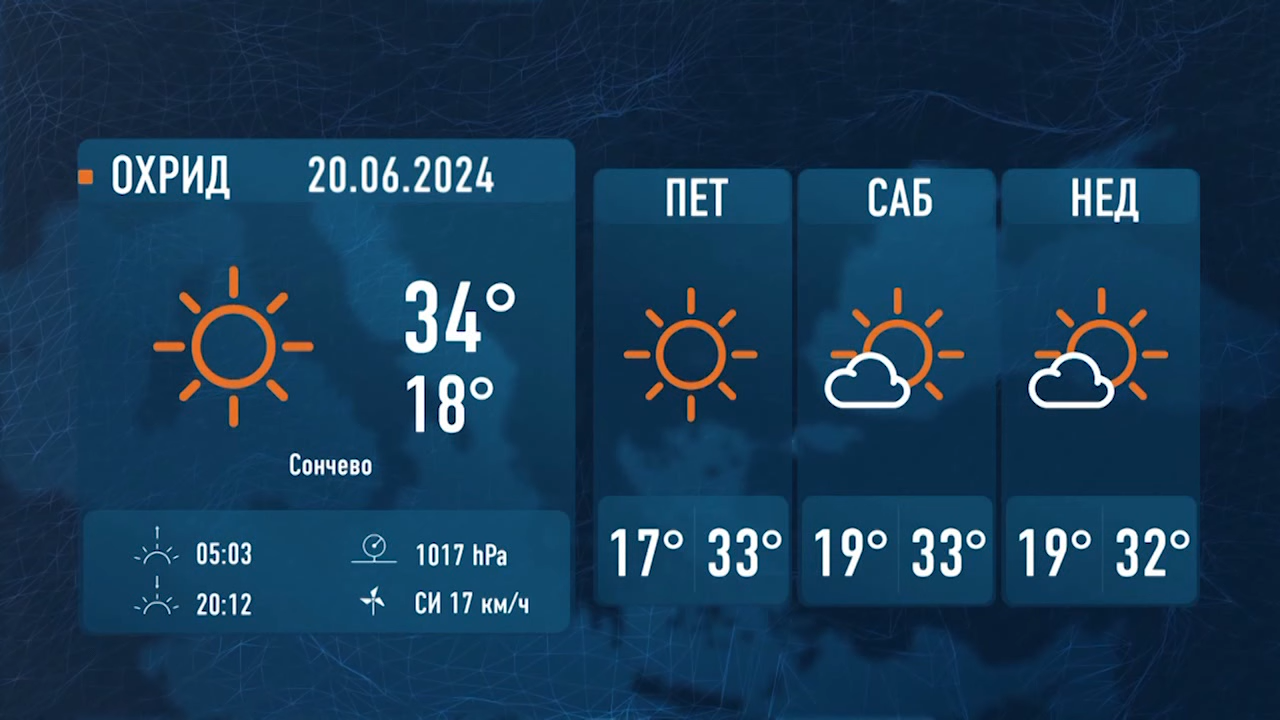 ОХРИД 20.06.2024
34°
18°
Сончево
05:03
1017 hPa
20:12
СИ 17 км/ч
ПЕТ
17° 33°
САБ
19° 33°
НЕД
19° 32°